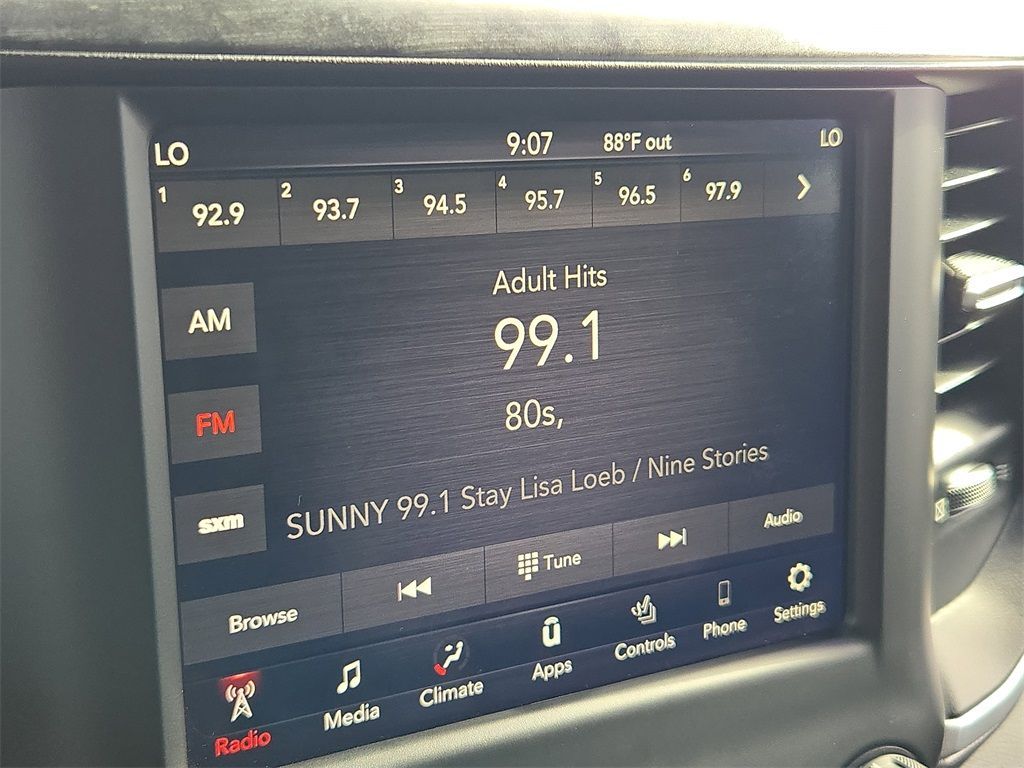 LO 9:07 88°F out LO
1 92.9 2 93.7 3 94.5 4 95.7 5 96.5 6 97.9
Adult Hits
AM
99.1
FM
80s,
sxm
SUNNY 99.1 Stay Lisa Loeb / Nine Stories
Browse Tune Audio
Radio Media Climate Apps Controls Phone Settings